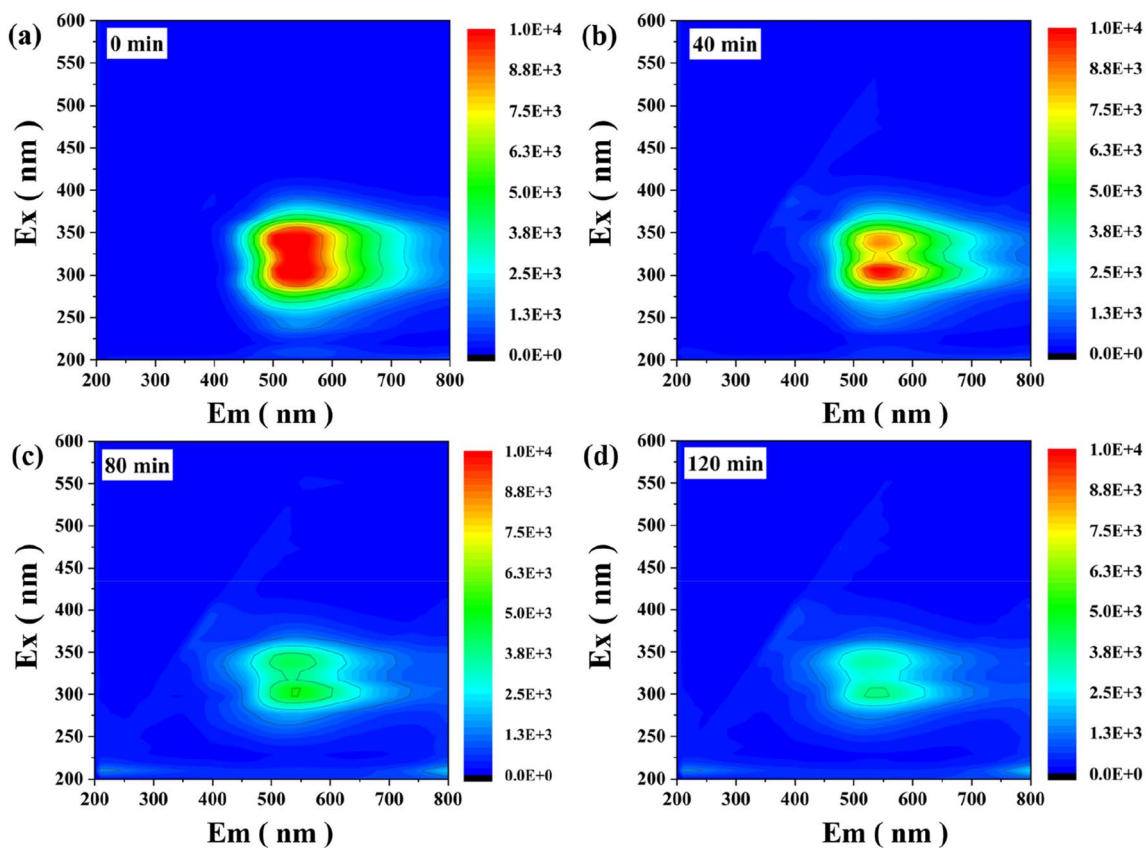 (a)
0 min
Ex ( nm )
600
550
500
450
400
350
300
250
200
200 300 400 500 600 700 800
Em ( nm )
1.0E+4
8.8E+3
7.5E+3
6.3E+3
5.0E+3
3.8E+3
2.5E+3
1.3E+3
0.0E+0
(b)
40 min
Ex ( nm )
600
550
500
450
400
350
300
250
200
200 300 400 500 600 700 800
Em ( nm )
1.0E+4
8.8E+3
7.5E+3
6.3E+3
5.0E+3
3.8E+3
2.5E+3
1.3E+3
0.0E+0
(c)
80 min
Ex ( nm )
600
550
500
450
400
350
300
250
200
200 300 400 500 600 700 800
Em ( nm )
1.0E+4
8.8E+3
7.5E+3
6.3E+3
5.0E+3
3.8E+3
2.5E+3
1.3E+3
0.0E+0
(d)
120 min
Ex ( nm )
600
550
500
450
400
350
300
250
200
200 300 400 500 600 700 800
Em ( nm )
1.0E+4
8.8E+3
7.5E+3
6.3E+3
5.0E+3
3.8E+3
2.5E+3
1.3E+3
0.0E+0